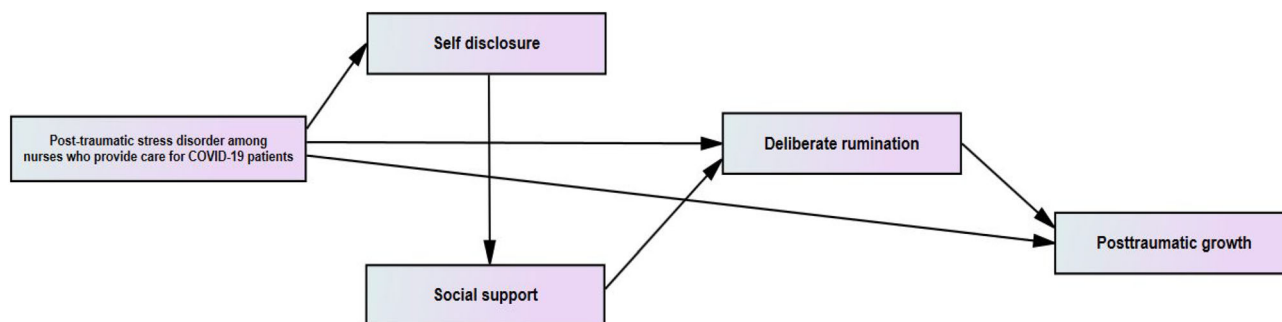 Self disclosure
Post-traumatic stress disorder among
nurses who provide care for COVID-19 patients
Deliberate rumination
Posttraumatic growth
Social support